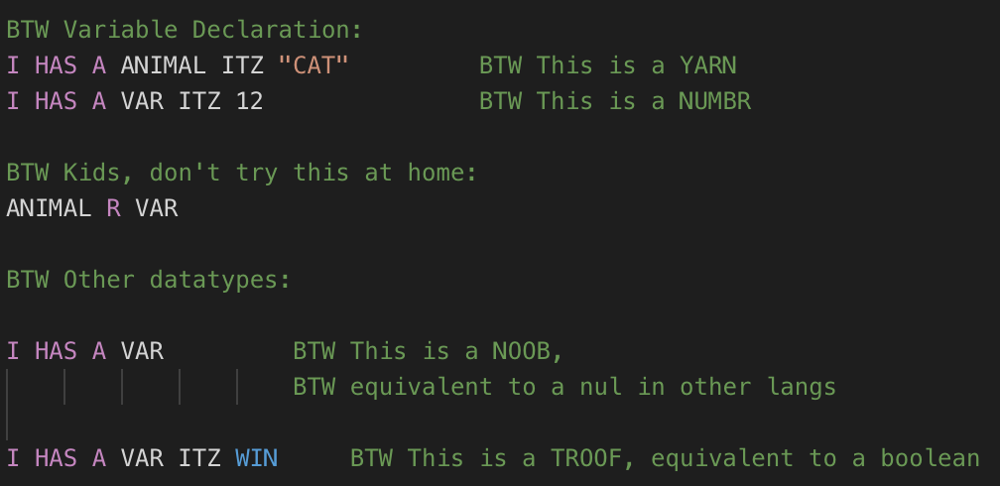 BTW Variable Declaration:
I HAS A ANIMAL ITZ "CAT" BTW This is a YARN
I HAS A VAR ITZ 12 BTW This is a NUMBR
BTW Kids, don't try this at home:
ANIMAL R VAR
BTW Other datatypes:
I HAS A VAR BTW This is a NOOB,
BTW equivalent to a nul in other langs
I HAS A VAR ITZ WIN BTW This is a TROOF, equivalent to a boolean